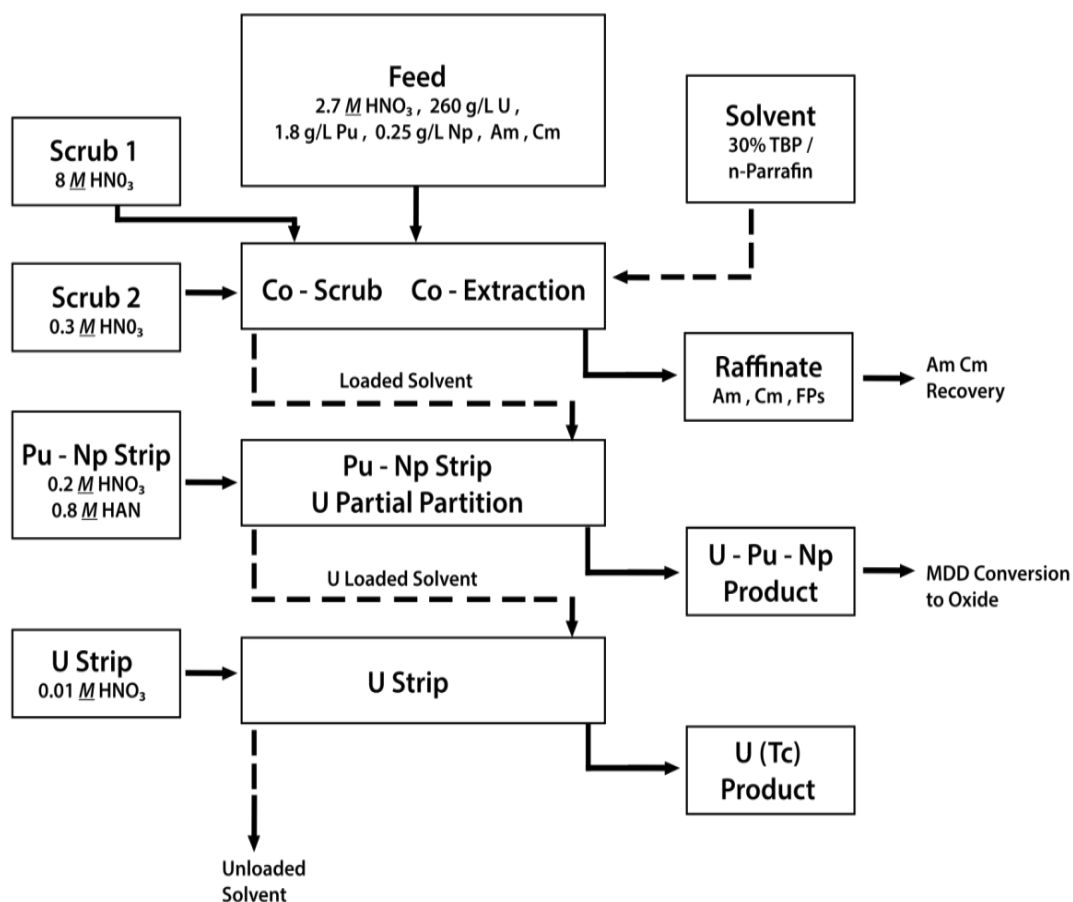 Feed
2.7 M HNO₃ , 260 g/L U ,
1.8 g/L Pu , 0.25 g/L Np , Am , Cm
Solvent
30% TBP /
n-Parrafin
Scrub 1
8 M HN0₃
Scrub 2
0.3 M HN0₃
Co - Scrub Co - Extraction
Loaded Solvent
Raffinate
Am , Cm , FPs
Am Cm
Recovery
Pu - Np Strip
0.2 M HNO₃
0.8 M HAN
Pu - Np Strip
U Partial Partition
U Loaded Solvent
U - Pu - Np
Product
MDD Conversion
to Oxide
U Strip
0.01 M HNO₃
U Strip
U (Tc)
Product
Unloaded
Solvent